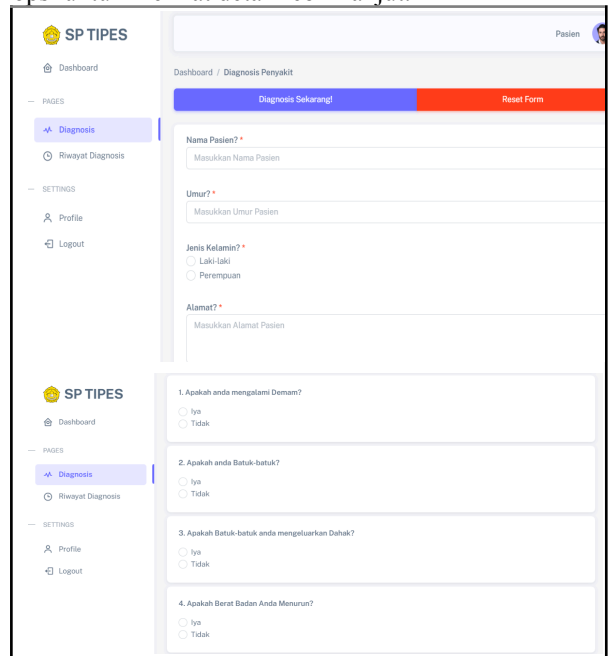 SP TIPES
Pasien
Dashboard
Dashboard / Diagnosis Penyakit
PAGES
Diagnosis Sekarang!
Reset Form
Diagnosis
Riwayat Diagnosis
SETTINGS
Profile
Logout
Nama Pasien? *
Masukkan Nama Pasien
Umur? *
Masukkan Umur Pasien
Jenis Kelamin? *
Laki-laki
Perempuan
Alamat? *
Masukkan Alamat Pasien
SP TIPES
Dashboard
PAGES
Diagnosis
Riwayat Diagnosis
SETTINGS
Profile
Logout
1. Apakah anda mengalami Demam?
Iya
Tidak
2. Apakah anda Batuk-batuk?
Iya
Tidak
3. Apakah Batuk-batuk anda mengeluarkan Dahak?
Iya
Tidak
4. Apakah Berat Badan Anda Menurun?
Iya
Tidak